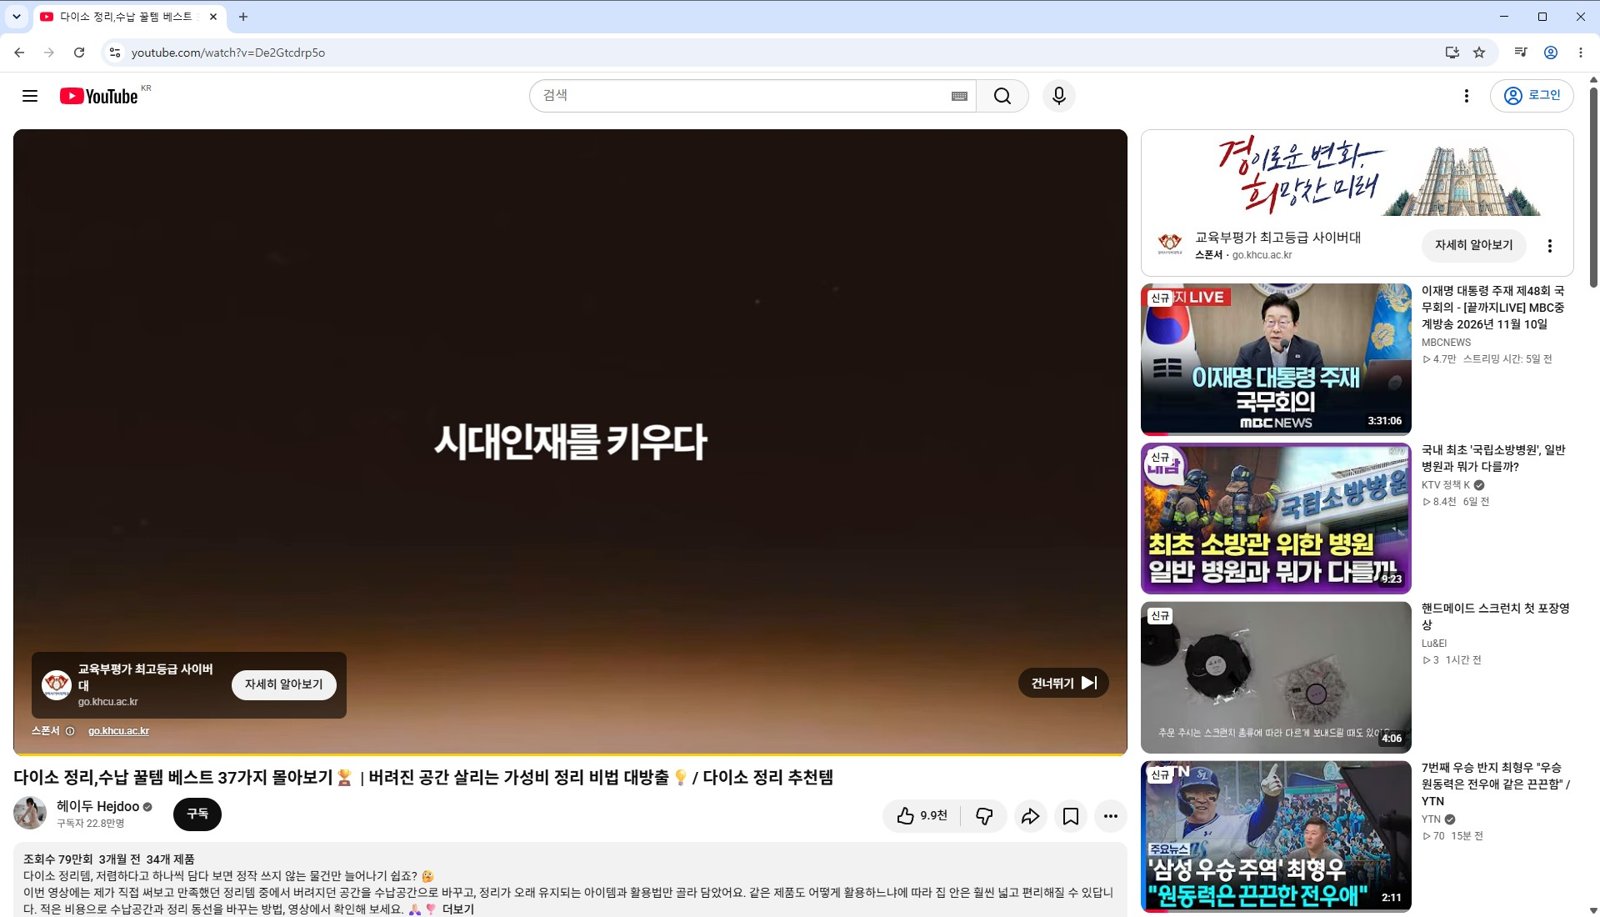 다이소 정리,수납 꿀템 베스트
youtube.com/watch?v=De2Gtcdrp5o
YouTube KR
검색
로그인
시대인재를 키우다
교육부평가 최고등급 사이버
대
go.khcu.ac.kr
자세히 알아보기
건너뛰기
스폰서
go.khcu.ac.kr
다이소 정리,수납 꿀템 베스트 37가지 몰아보기🏆 | 버려진 공간 살리는 가성비 정리 비법 대방출💡 / 다이소 정리 추천템
헤이두 Hejdoo
구독자 22.8만명
구독
9.9천
조회수 79만회 3개월 전 34개 제품
다이소 정리템, 저렴하다고 하나씩 담다 보면 정작 쓰지 않는 물건만 늘어나기 쉽죠? 🤔
이번 영상에는 제가 직접 써보고 만족했던 정리템 중에서 버려지던 공간을 수납공간으로 바꾸고, 정리가 오래 유지되는 아이템과 활용법만 골라 담았어요. 같은 제품도 어떻게 활용하느냐에 따라 집 안은 훨씬 넓고 편리해질 수 있답니
다. 적은 비용으로 수납공간과 정리 동선을 바꾸는 방법, 영상에서 확인해 보세요. 🙏🏻❣️ 더보기
경이로운 변화,
희망찬 미래
교육부평가 최고등급 사이버대
스폰서 · go.khcu.ac.kr
자세히 알아보기
신규
지 LIVE
이재명 대통령 주재
국무회의
MBC NEWS
3:31:06
이재명 대통령 주재 제48회 국
무회의 - [끝까지LIVE] MBC중
계방송 2026년 11월 10일
MBCNEWS
4.7만 스트리밍 시간: 5일 전
신규
국립소방병원
최초 소방관 위한 병원
일반 병원과 뭐가 다를까
9:23
국내 최초 '국립소방병원', 일반
병원과 뭐가 다를까?
KTV 정책 K
8.4천 6일 전
신규
주문 주시는 스크런치 종류에 따라 다르게 보내드릴 때도 있어
4:06
핸드메이드 스크런치 첫 포장영
상
Lu&El
3 1시간 전
신규
주요뉴스
'삼성 우승 주역' 최형우
"원동력은 끈끈한 전우애"
2:11
7번째 우승 반지 최형우 "우승
원동력은 전우애 같은 끈끈함" /
YTN
YTN
70 15분 전